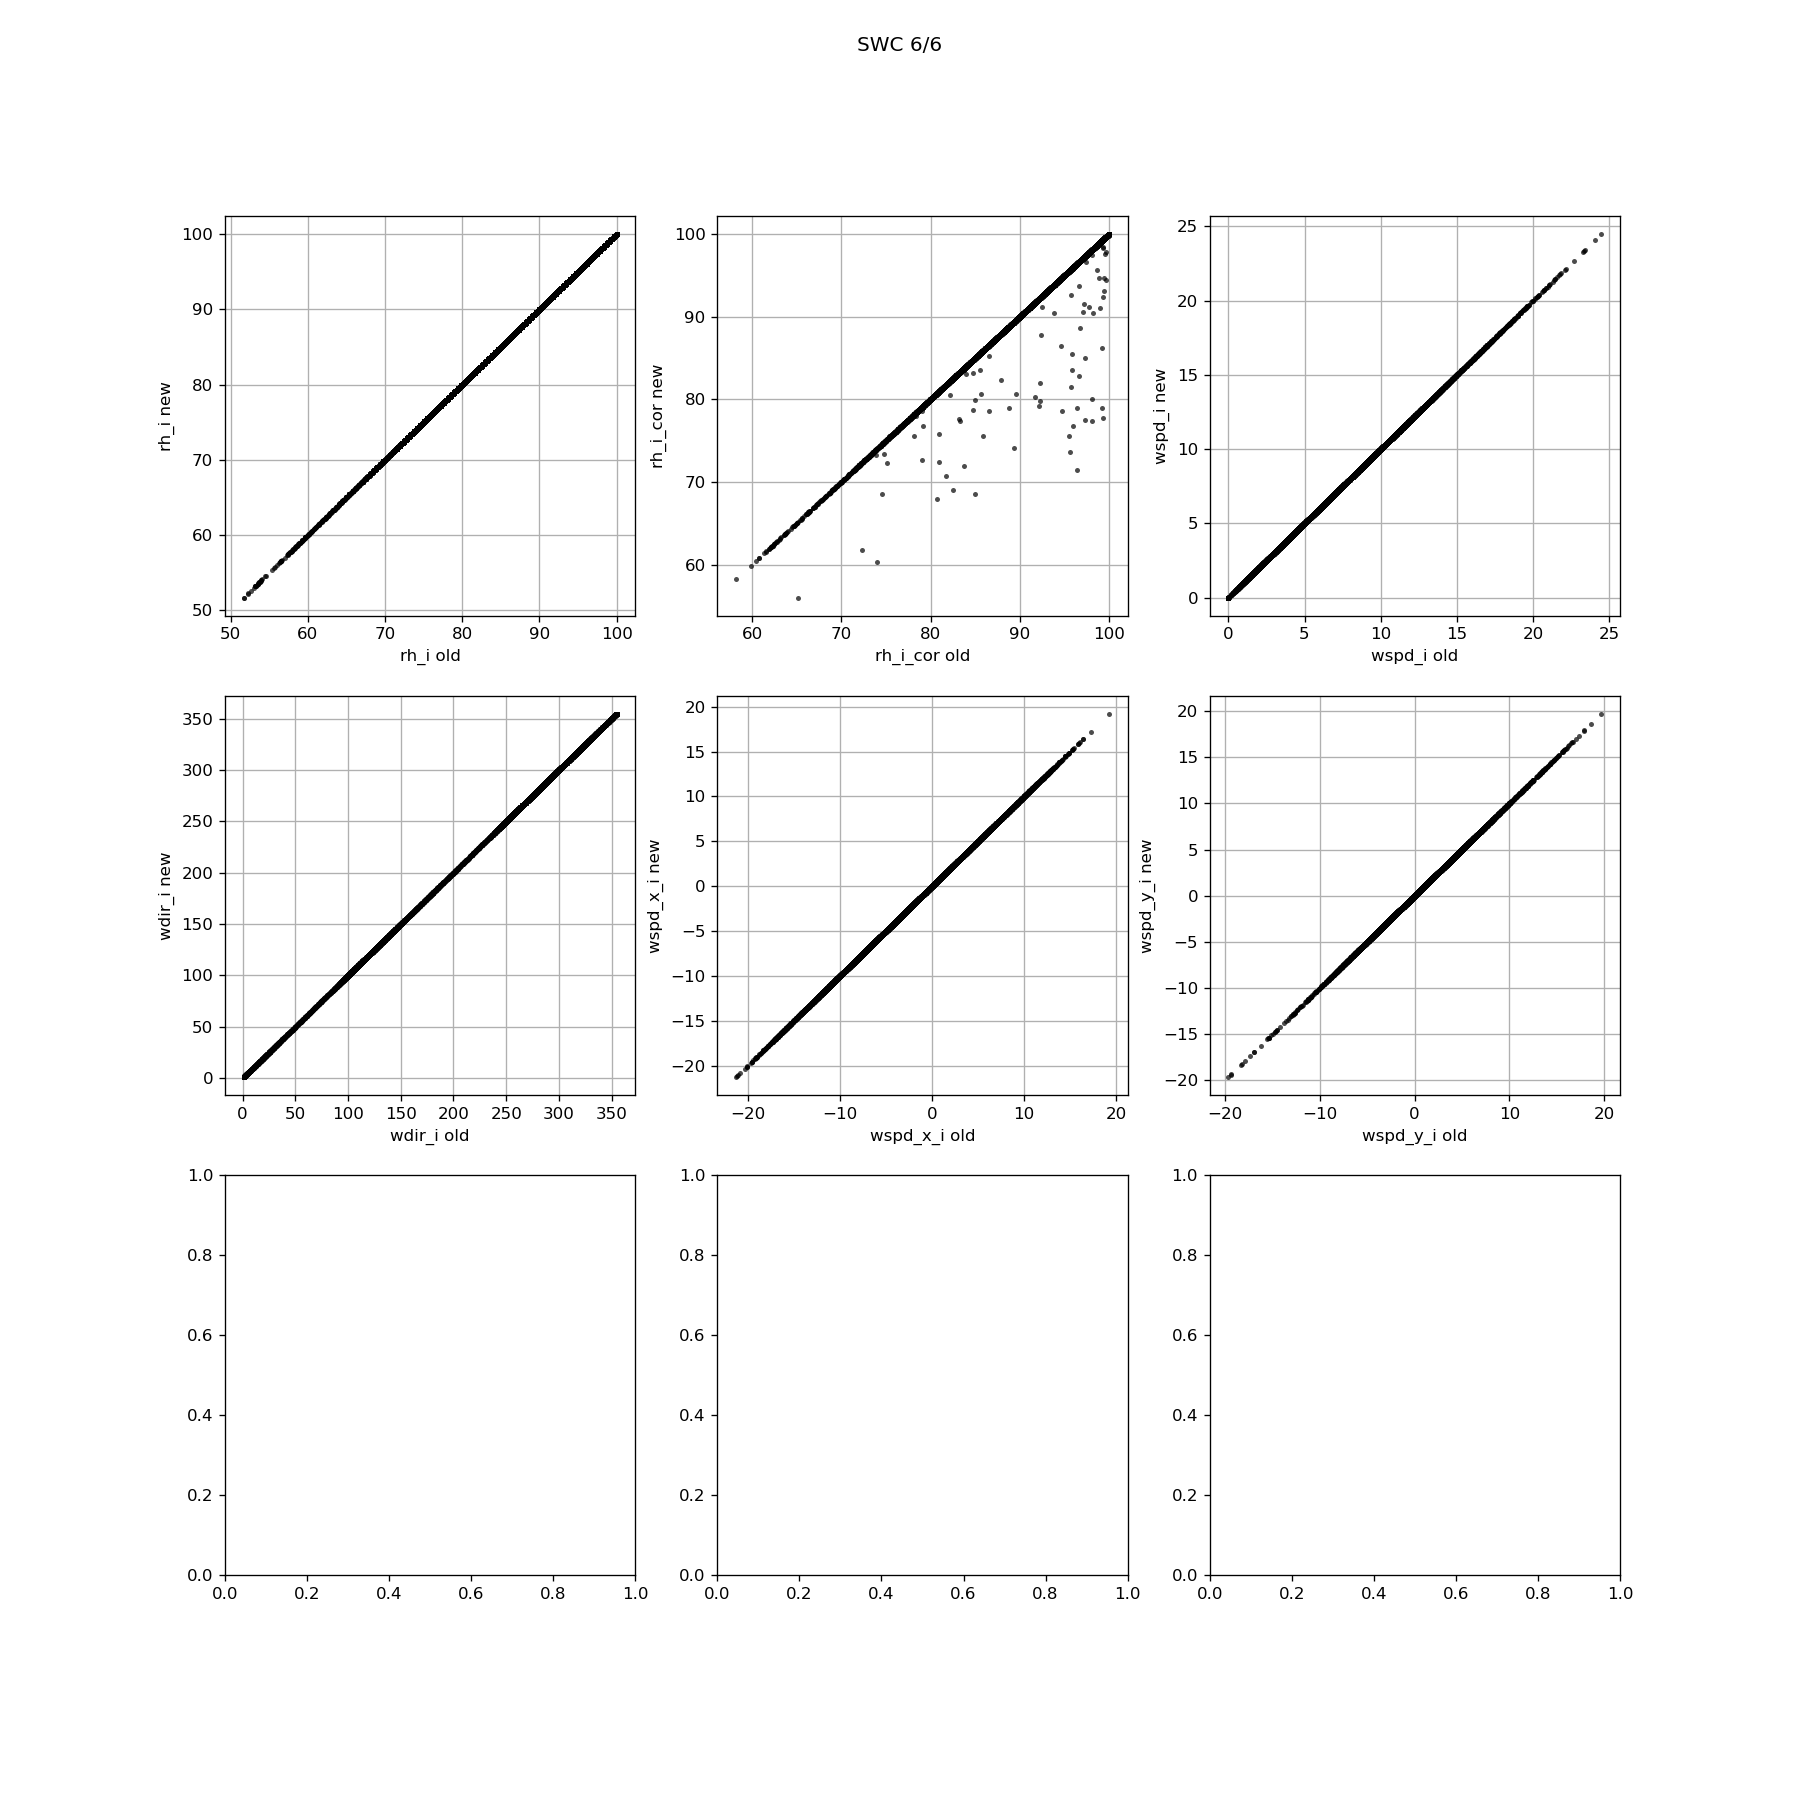 SWC 6/6
100
90
80
70
60
50
rh_i new
50 60 70 80 90 100
rh_i old
100
90
80
70
60
rh_i_cor new
60 70 80 90 100
rh_i_cor old
25
20
15
10
5
0
wspd_i new
0 5 10 15 20 25
wspd_i old
350
300
250
200
150
100
50
0
wdir_i new
0 50 100 150 200 250 300 350
wdir_i old
20
15
10
5
0
−5
−10
−15
−20
wspd_x_i new
−20 −10 0 10 20
wspd_x_i old
20
15
10
5
0
−5
−10
−15
−20
wspd_y_i new
−20 −10 0 10 20
wspd_y_i old
1.0
0.8
0.6
0.4
0.2
0.0
0.0 0.2 0.4 0.6 0.8 1.0
1.0
0.8
0.6
0.4
0.2
0.0
0.0 0.2 0.4 0.6 0.8 1.0
1.0
0.8
0.6
0.4
0.2
0.0
0.0 0.2 0.4 0.6 0.8 1.0